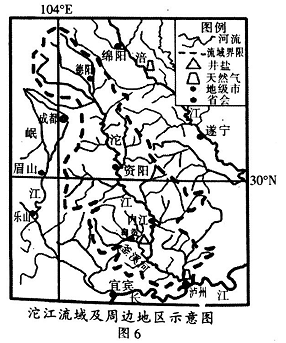 104°E
图例
河流
流域界限
井盐
天然气
地级市
省会
绵阳
涪
德阳
成都
江
遂宁
岷
沱
眉山
资阳
30°N
江
江
乐山
内江
自贡
釜溪河
宜宾
长
泸州
江
沱江流域及周边地区示意图
图6